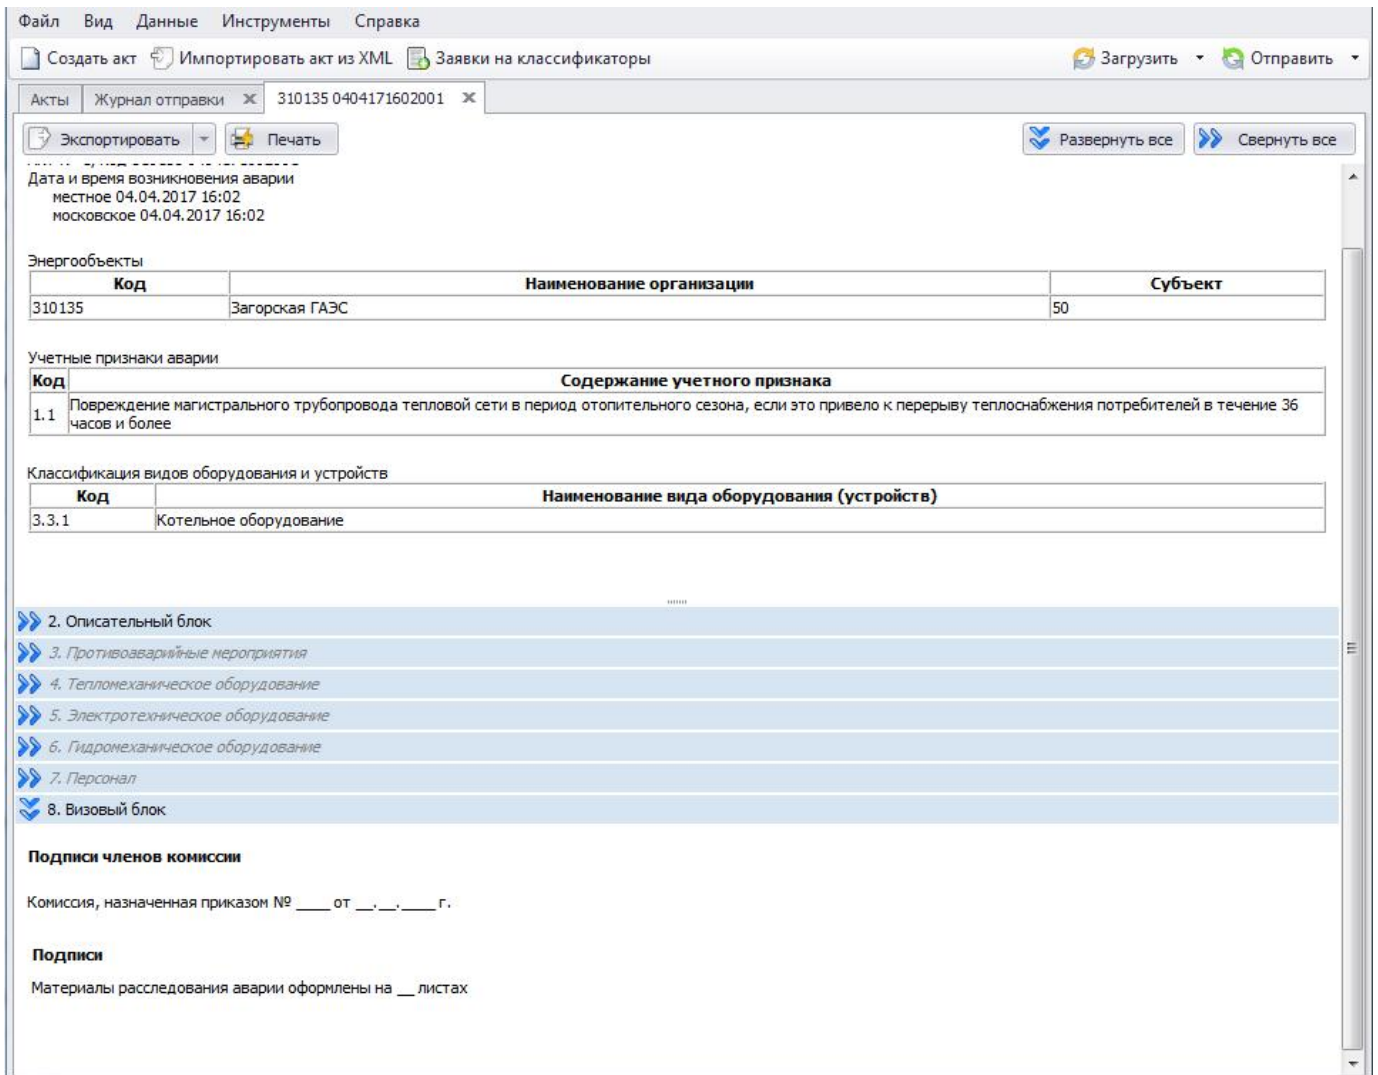 Файл Вид Данные Инструменты Справка
Создать акт Импортировать акт из XML Заявки на классификаторы Загрузить Отправить
Акты Журнал отправки 310135 0404171602001
Экспортировать Печать Развернуть все Свернуть все
Дата и время возникновения аварии
местное 04.04.2017 16:02
московское 04.04.2017 16:02
Энергообъекты
Код Наименование организации Субъект
310135 Загорская ГАЭС 50
Учетные признаки аварии
Код Содержание учетного признака
1.1 Повреждение магистрального трубопровода тепловой сети в период отопительного сезона, если это привело к перерыву теплоснабжения потребителей в течение 36
часов и более
Классификация видов оборудования и устройств
Код Наименование вида оборудования (устройств)
3.3.1 Котельное оборудование
2. Описательный блок
3. Противоаварийные мероприятия
4. Тепломеханическое оборудование
5. Электротехническое оборудование
6. Гидромеханическое оборудование
7. Персонал
8. Визовый блок
Подписи членов комиссии
Комиссия, назначенная приказом № ____ от __.__.____ г.
Подписи
Материалы расследования аварии оформлены на __ листах